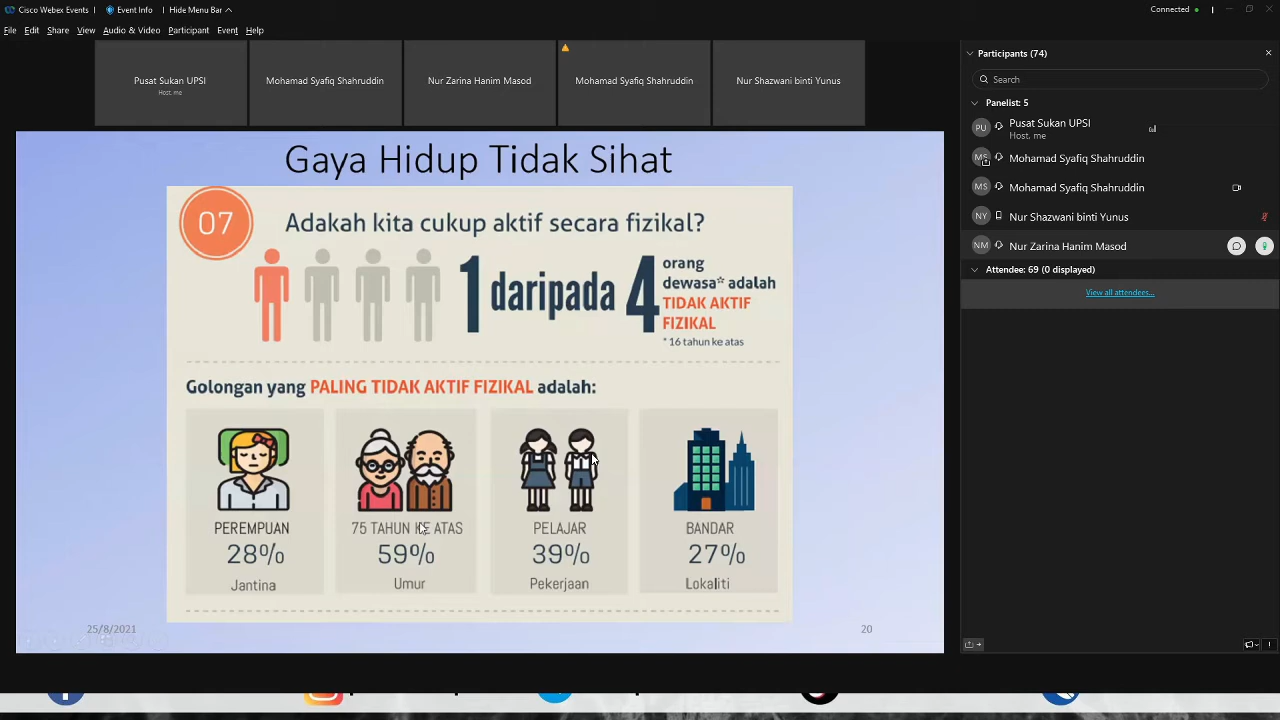 Cisco Webex Events
Event Info
Hide Menu Bar
Connected
File Edit Share View Audio & Video Participant Event Help
Pusat Sukan UPSI
Host, me
Mohamad Syafiq Shahruddin
Nur Zarina Hanim Masod
Mohamad Syafiq Shahruddin
Nur Shazwani binti Yunus
Participants (74)
Search
Panelist: 5
PU Pusat Sukan UPSI
Host, me
MS Mohamad Syafiq Shahruddin
MS Mohamad Syafiq Shahruddin
NY Nur Shazwani binti Yunus
NM Nur Zarina Hanim Masod
Attendee: 69 (0 displayed)
View all attendees...
Gaya Hidup Tidak Sihat
07
Adakah kita cukup aktif secara fizikal?
1 daripada 4
orang
dewasa* adalah
TIDAK AKTIF
FIZIKAL
* 16 tahun ke atas
Golongan yang PALING TIDAK AKTIF FIZIKAL adalah:
PEREMPUAN
28%
Jantina
75 TAHUN KE ATAS
59%
Umur
PELAJAR
39%
Pekerjaan
BANDAR
27%
Lokaliti
25/8/2021
20